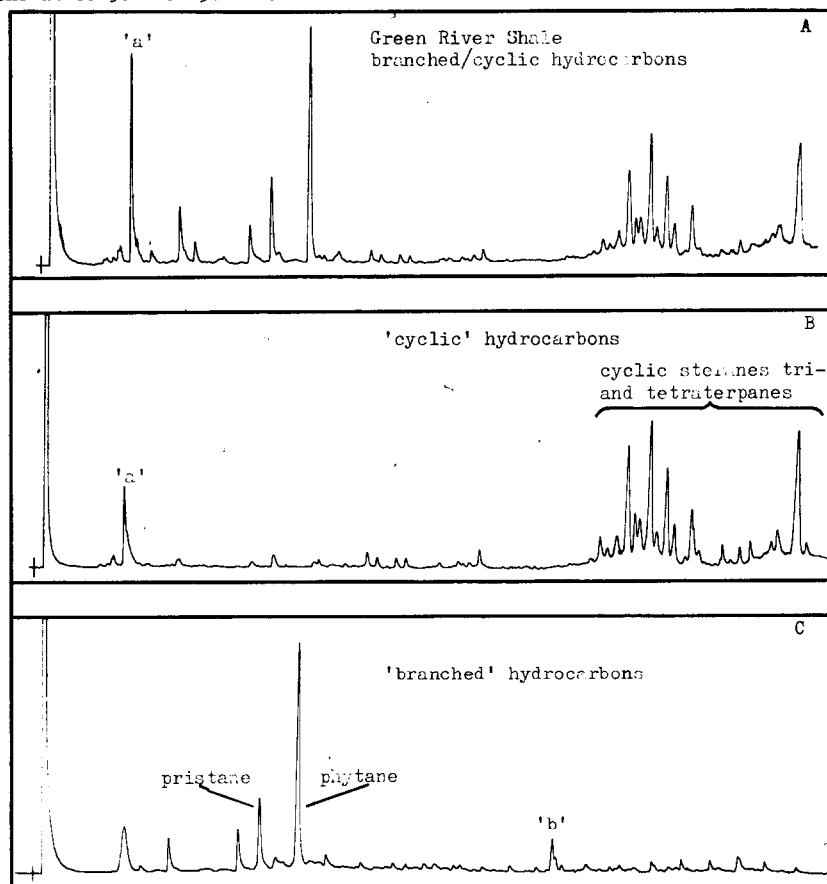 'a'
A
Green River Shale
branched/cyclic hydrocarbons
B
'cyclic' hydrocarbons
cyclic steranes tri-
and tetraterpanes
'a'
C
'branched' hydrocarbons
pristane
phytane
'b'